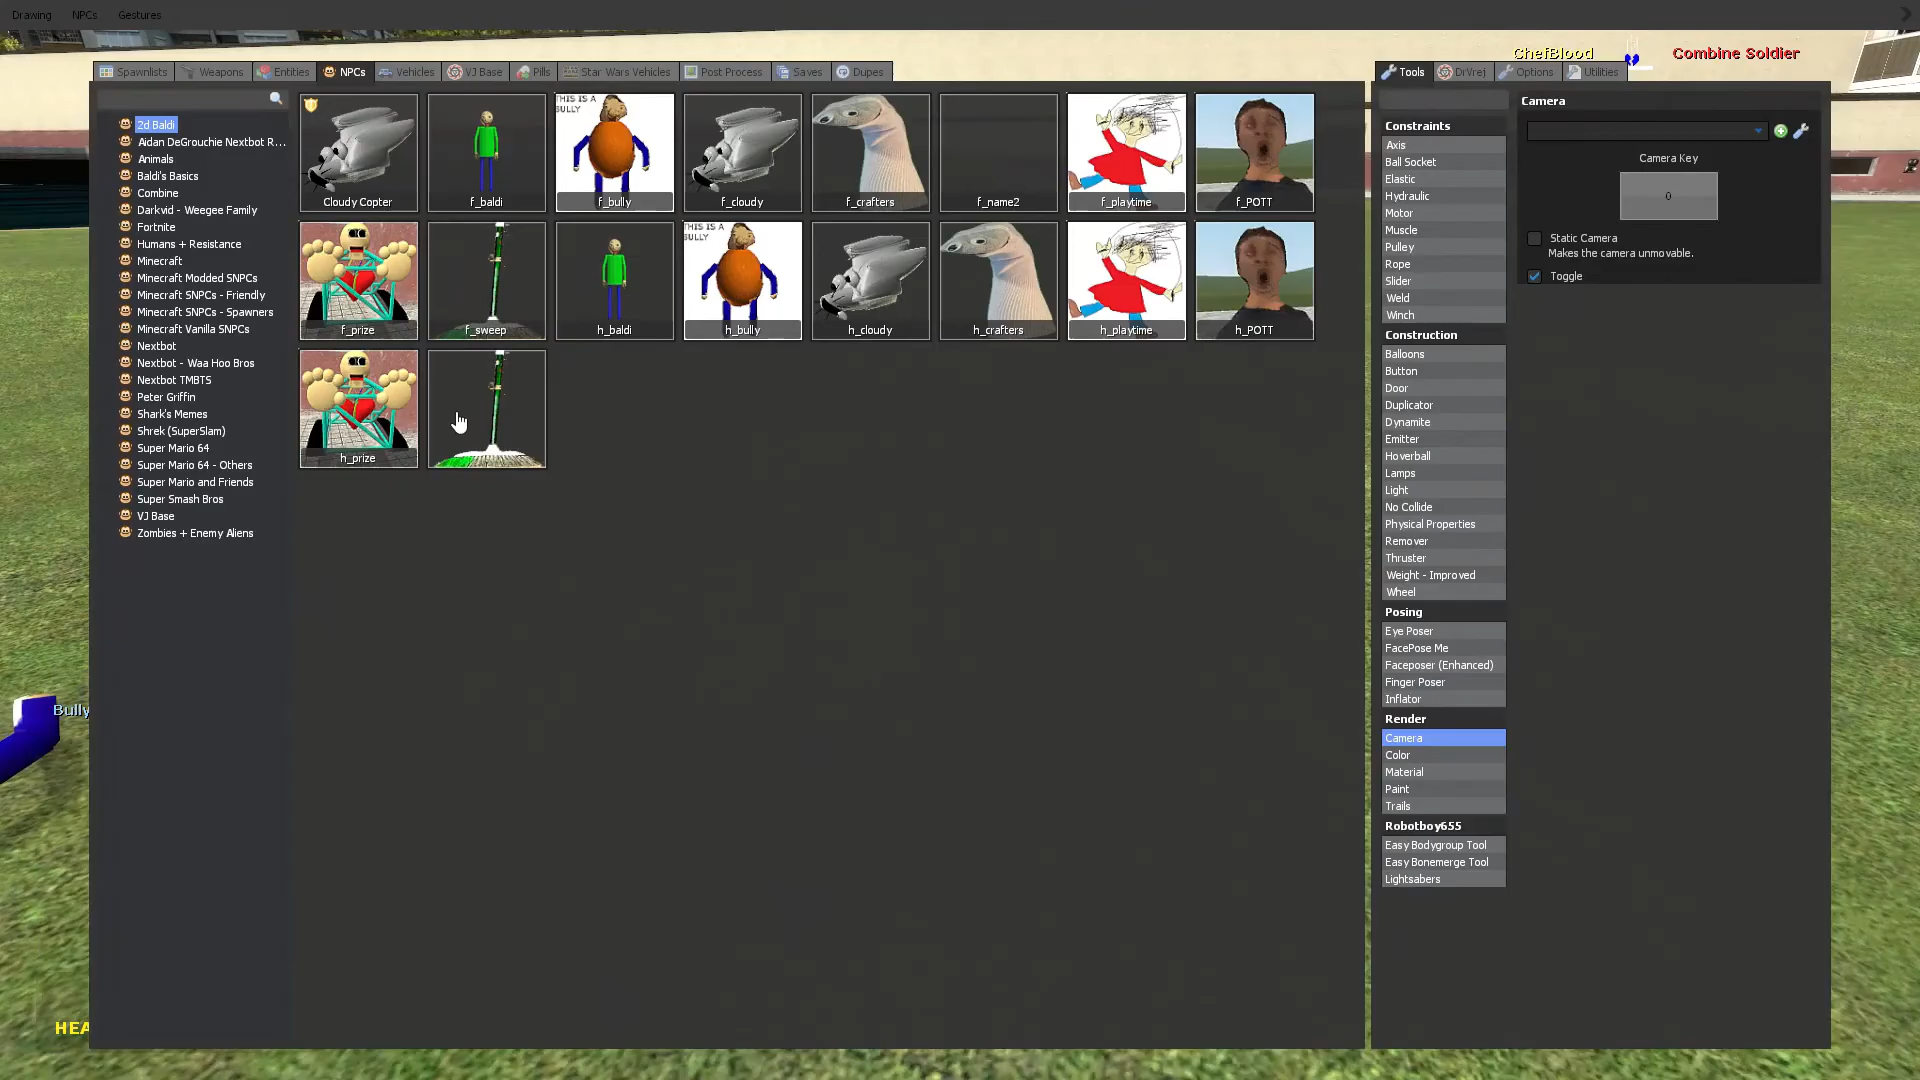 Drawing NPCs Gestures
ChefBlood Combine Soldier
Spawnlists Weapons Entities NPCs Vehicles VJ Base Pills Star Wars Vehicles Post Process Saves Dupes
2d Baldi
Aidan DeGrouchie Nextbot R...
Animals
Baldi's Basics
Combine
Darkvid - Weegee Family
Fortnite
Humans + Resistance
Minecraft
Minecraft Modded SNPCs
Minecraft SNPCs - Friendly
Minecraft SNPCs - Spawners
Minecraft Vanilla SNPCs
Nextbot
Nextbot - Waa Hoo Bros
Nextbot TMBTS
Peter Griffin
Shark's Memes
Shrek (SuperSlam)
Super Mario 64
Super Mario 64 - Others
Super Mario and Friends
Super Smash Bros
VJ Base
Zombies + Enemy Aliens
THIS IS A
BULLY
Cloudy Copter f_baldi f_bully f_cloudy f_crafters f_name2 f_playtime f_POTT
THIS IS A
BULLY
f_prize f_sweep h_baldi h_bully h_cloudy h_crafters h_playtime h_POTT
h_prize
Bully
HEA
Tools DrVrej Options Utilities
Constraints
Axis
Ball Socket
Elastic
Hydraulic
Motor
Muscle
Pulley
Rope
Slider
Weld
Winch
Construction
Balloons
Button
Door
Duplicator
Dynamite
Emitter
Hoverball
Lamps
Light
No Collide
Physical Properties
Remover
Thruster
Weight - Improved
Wheel
Posing
Eye Poser
FacePose Me
Faceposer (Enhanced)
Finger Poser
Inflator
Render
Camera
Color
Material
Paint
Trails
Robotboy655
Easy Bodygroup Tool
Easy Bonemerge Tool
Lightsabers
Camera
Camera Key
0
Static Camera
Makes the camera unmovable.
Toggle